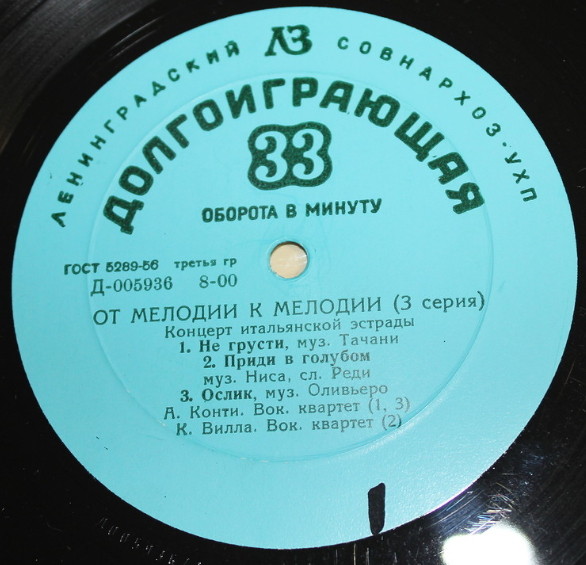 ЛЕНИНГРАДСКИЙ ЛЗ СОВНАРХОЗ-УХП
ДОЛГОИГРАЮЩАЯ
33
ОБОРОТА В МИНУТУ
ГОСТ 5289-56 третья гр
Д-005936 8-00
ОТ МЕЛОДИИ К МЕЛОДИИ (3 серия)
Концерт итальянской эстрады
1. Не грусти, муз. Тачани
2. Приди в голубом
муз. Ниса, сл. Реди
3. Ослик, муз. Оливьеро
А. Конти. Вок. квартет (1, 3)
К. Вилла. Вок. квартет (2)